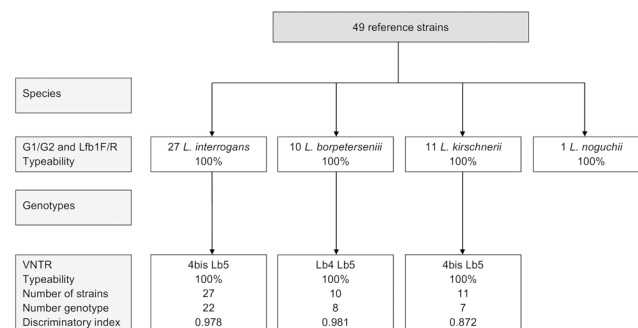 49 reference strains
Species
G1/G2 and Lfb1F/R
Typeability
27 L. interrogans
100%
10 L. borpeterseniii
100%
11 L. kirschnerii
100%
1 L. noguchii
100%
Genotypes
VNTR
Typeability
Number of strains
Number genotype
Discriminatory index
4bis Lb5
100%
27
22
0.978
Lb4 Lb5
100%
10
8
0.981
4bis Lb5
100%
11
7
0.872